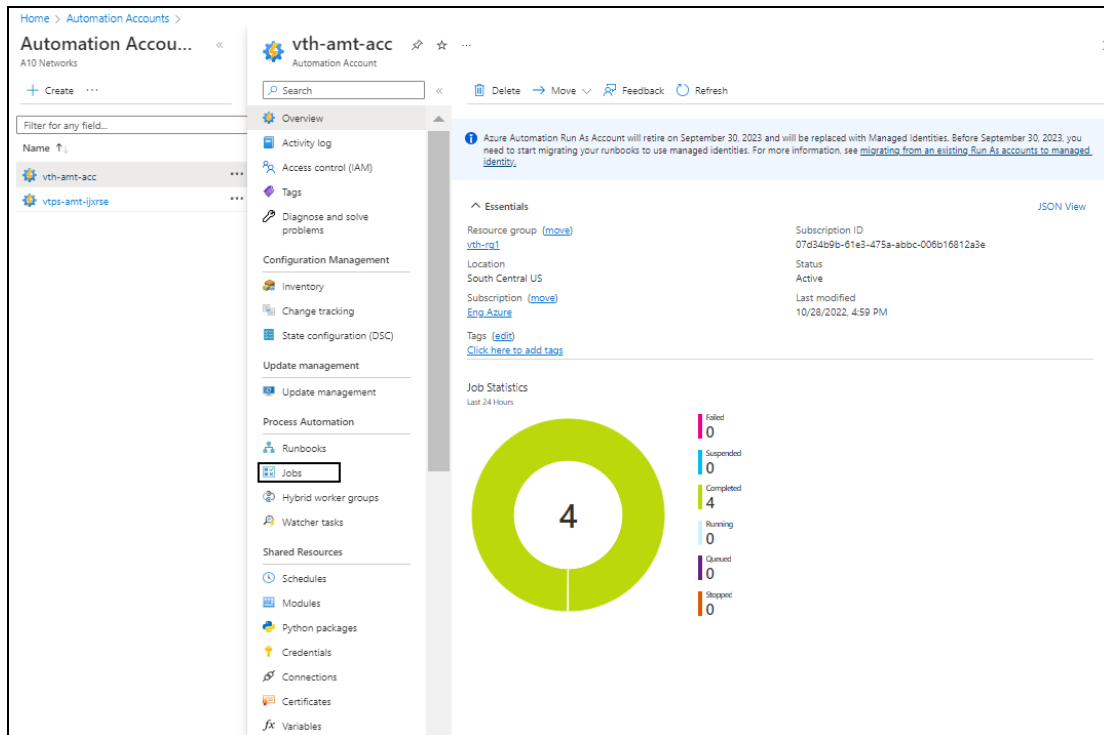 Home > Automation Accounts >
Automation Accou... «
A10 Networks
+ Create ...
Filter for any field...
Name ↑↓
vth-amt-acc ...
vtps-amt-ijxrse ...
vth-amt-acc ...
Automation Account
Search «
Overview
Activity log
Access control (IAM)
Tags
Diagnose and solve
problems
Configuration Management
Inventory
Change tracking
State configuration (DSC)
Update management
Update management
Process Automation
Runbooks
Jobs
Hybrid worker groups
Watcher tasks
Shared Resources
Schedules
Modules
Python packages
Credentials
Connections
Certificates
fx Variables
Delete → Move Feedback Refresh
Azure Automation Run As Account will retire on September 30, 2023 and will be replaced with Managed Identities. Before September 30, 2023, you
need to start migrating your runbooks to use managed identities. For more information, see migrating from an existing Run As accounts to managed
identity.
Essentials JSON View
Resource group (move)
vth-rg1
Location
South Central US
Subscription (move)
Eng Azure
Subscription ID
07d34b9b-61e3-475a-abbc-006b16812a3e
Status
Active
Last modified
10/28/2022, 4:59 PM
Tags (edit)
Click here to add tags
Job Statistics
Last 24 Hours
4
Failed
0
Suspended
0
Completed
4
Running
0
Queued
0
Stopped
0